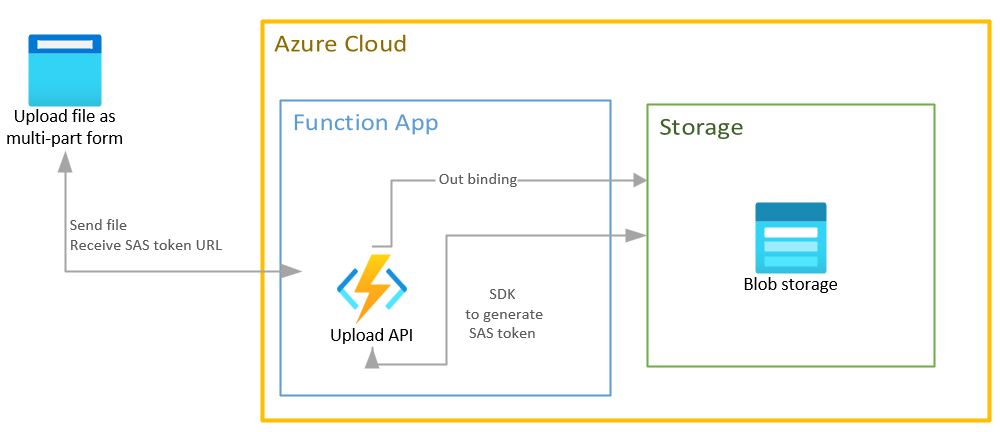 Azure Cloud
Upload file as
multi-part form
Function App
Storage
Out binding
Send file
Receive SAS token URL
Blob storage
SDK
to generate
SAS token
Upload API